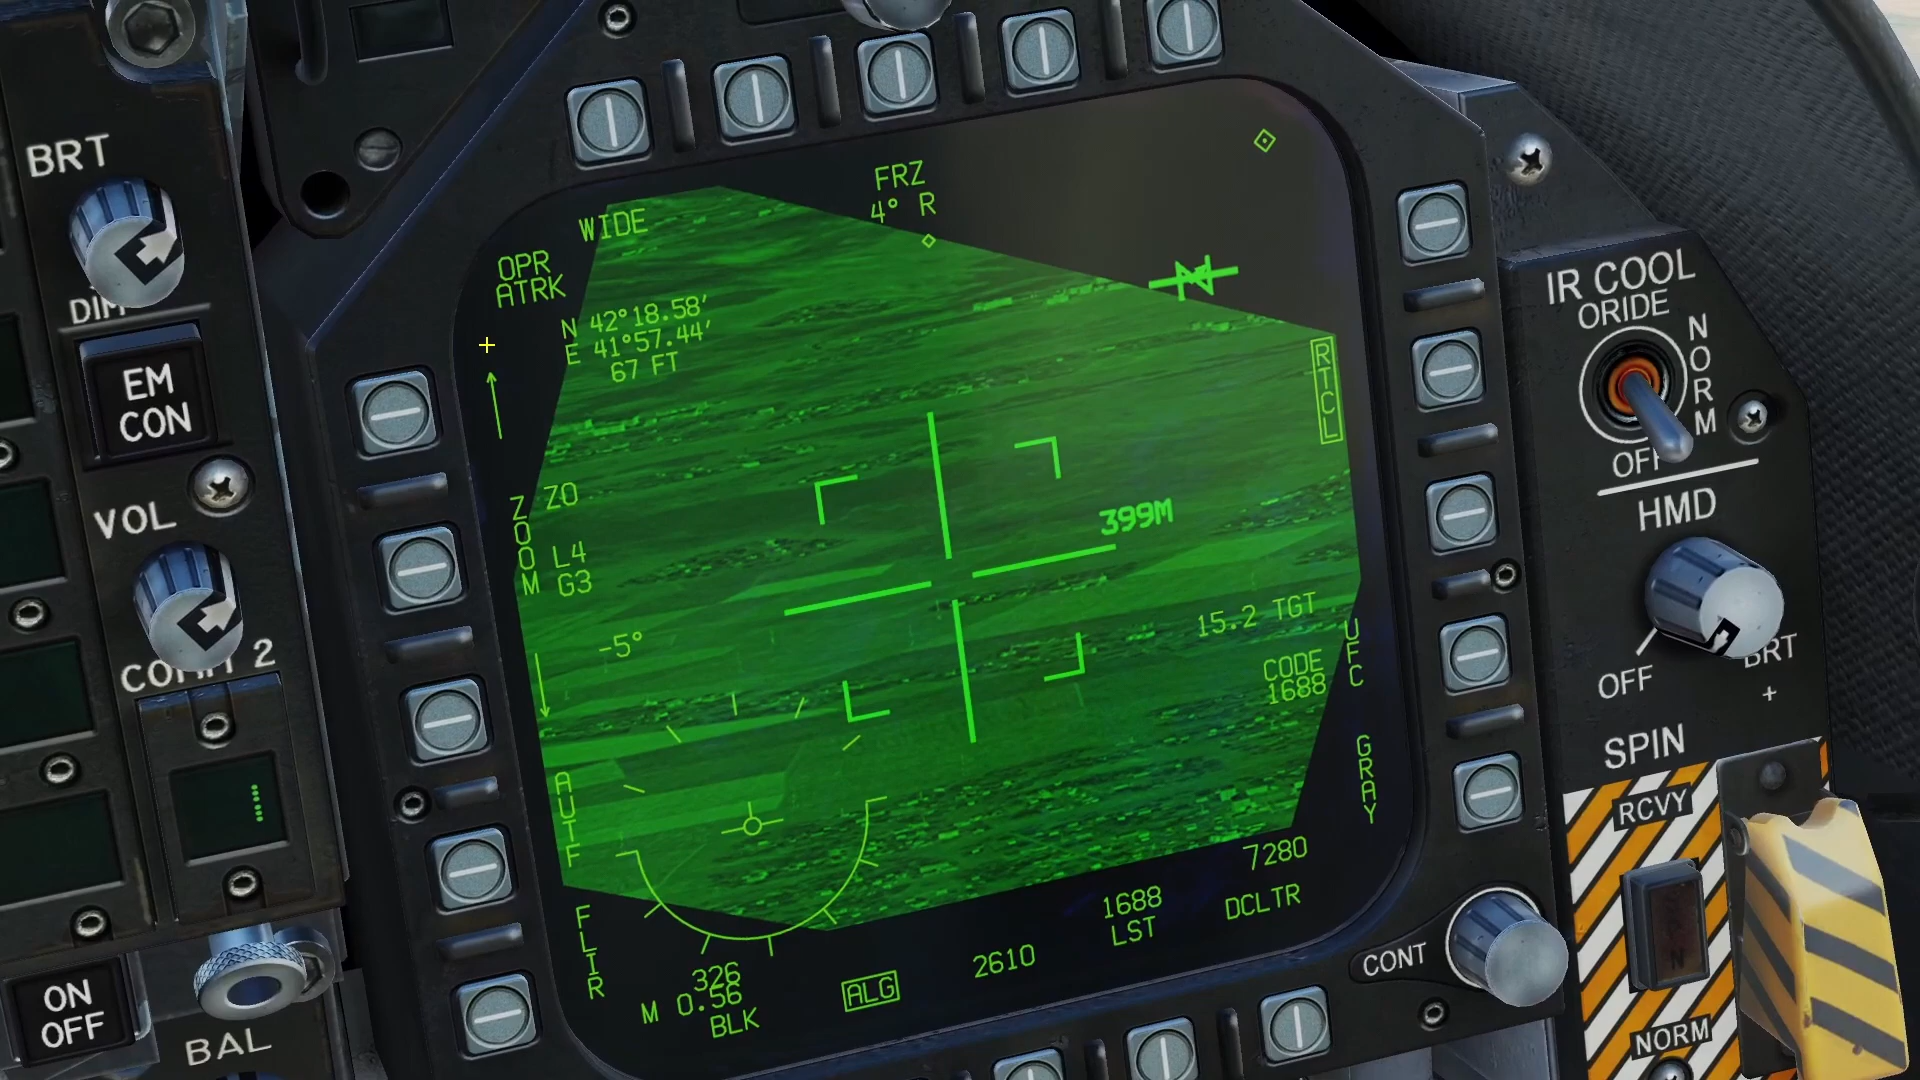 BRT
DIM
EM
CON
VOL
COMM 2
ON
OFF
BAL
WIDE
FRZ
4° R
OPR
ATRK
N 42°18.58'
E 41°57.44'
67 FT
RTCL
ZOOM
ZO
L4
G3
399M
-5°
15.2 TGT
CODE
1688
UFC
GRAY
AUTF
FLIR
326
M 0.56
BLK
ALG
2610
1688
LST
7280
DCLTR
CONT
IR COOL
ORIDE
NORM
OFF
HMD
OFF
BRT
SPIN
RCVY
NORM